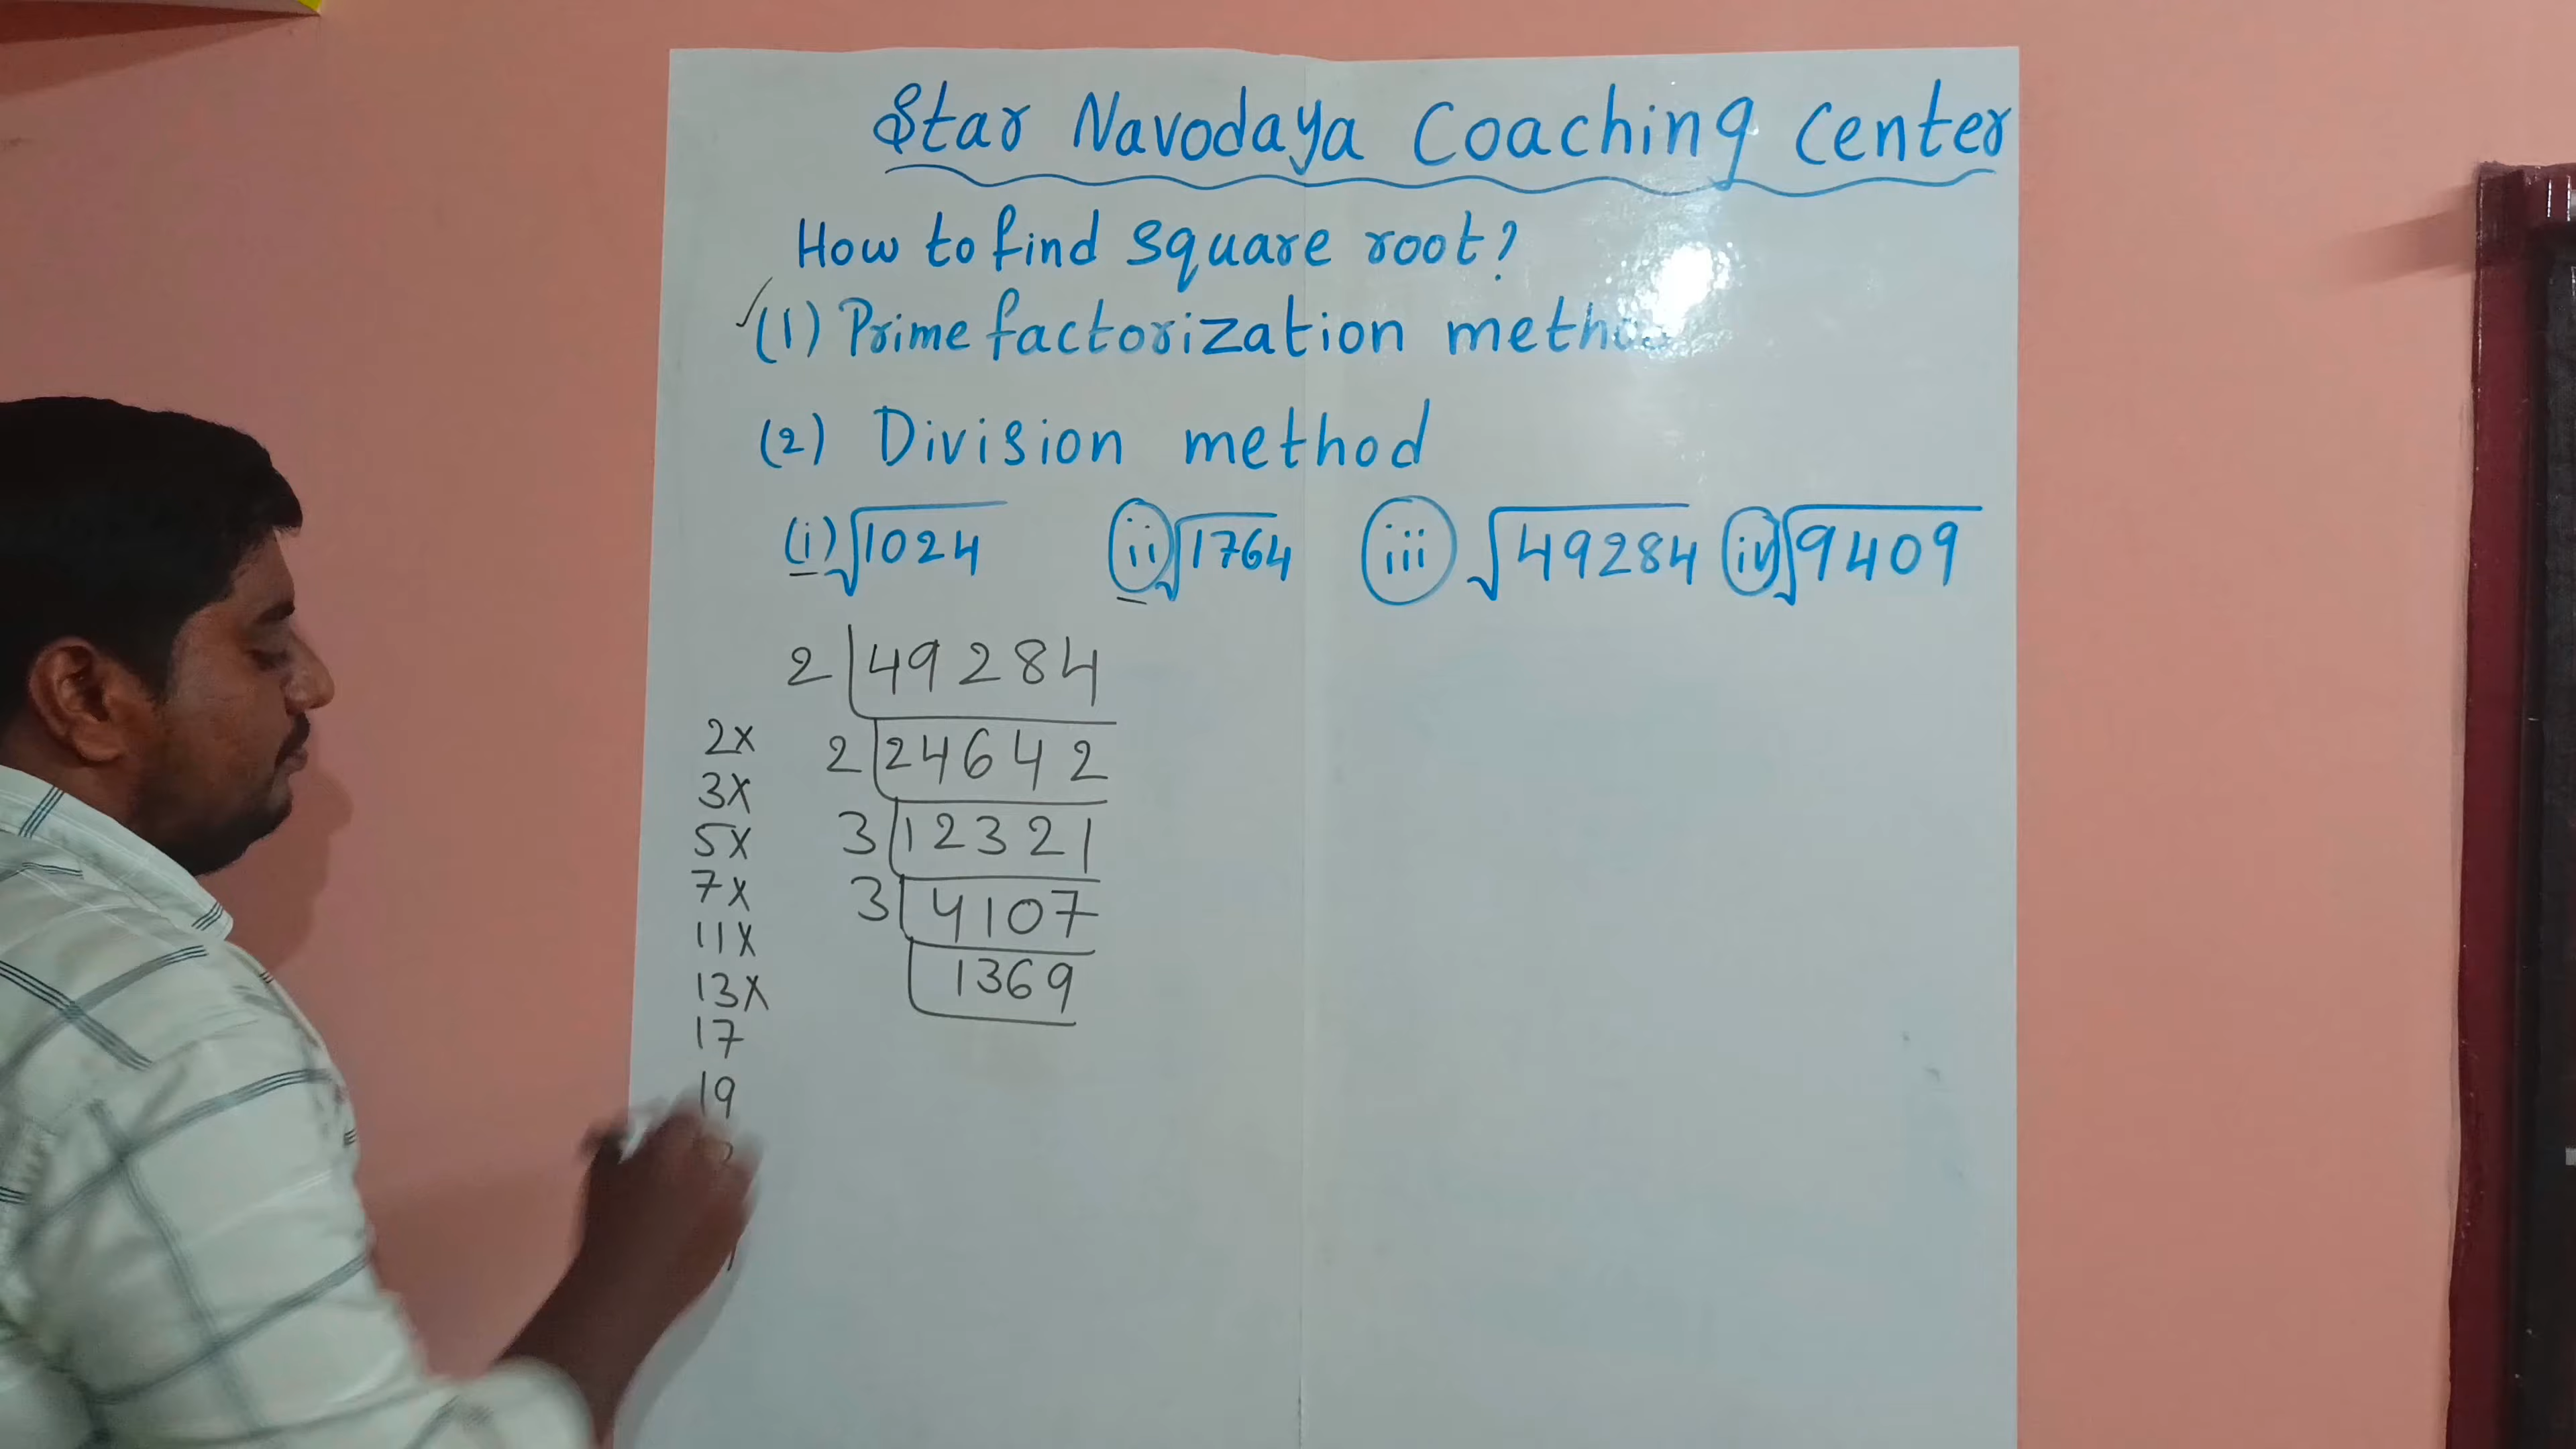 Star Navodaya Coaching Center
How to find square root?
✓(1) Prime factorization method
(2) Division method
(i) √1024 (ii) √1764 (iii) √49284 (iv) √9409
2 | 49284
2 | 24642
3 | 12321
3 | 4107
1369
2x
3x
5x
7x
11x
13x
17
19